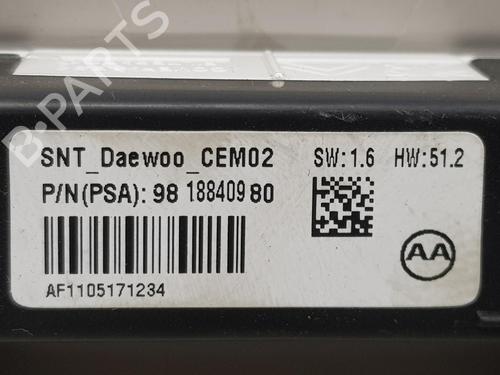 B-PARTS
SNT_Daewoo_CEM02 SW:1.6 HW:51.2
P/N(PSA): 98 188409 80
AA
AF1105171234